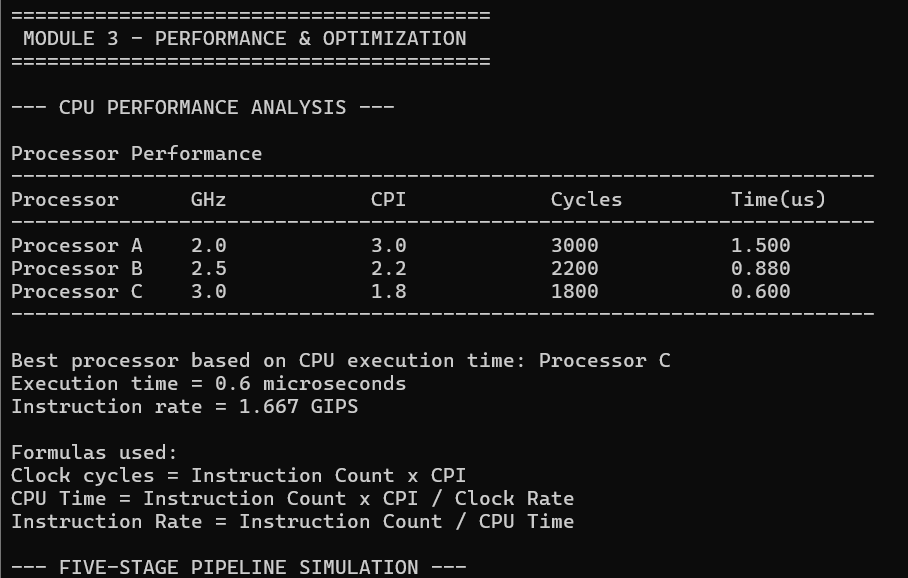 ========================================
 MODULE 3 - PERFORMANCE & OPTIMIZATION
========================================
--- CPU PERFORMANCE ANALYSIS ---
Processor Performance
------------------------------------------------------------------------
Processor      GHz            CPI            Cycles         Time(us)
------------------------------------------------------------------------
Processor A    2.0            3.0            3000           1.500
Processor B    2.5            2.2            2200           0.880
Processor C    3.0            1.8            1800           0.600
------------------------------------------------------------------------
Best processor based on CPU execution time: Processor C
Execution time = 0.6 microseconds
Instruction rate = 1.667 GIPS
Formulas used:
Clock cycles = Instruction Count x CPI
CPU Time = Instruction Count x CPI / Clock Rate
Instruction Rate = Instruction Count / CPU Time
--- FIVE-STAGE PIPELINE SIMULATION ---